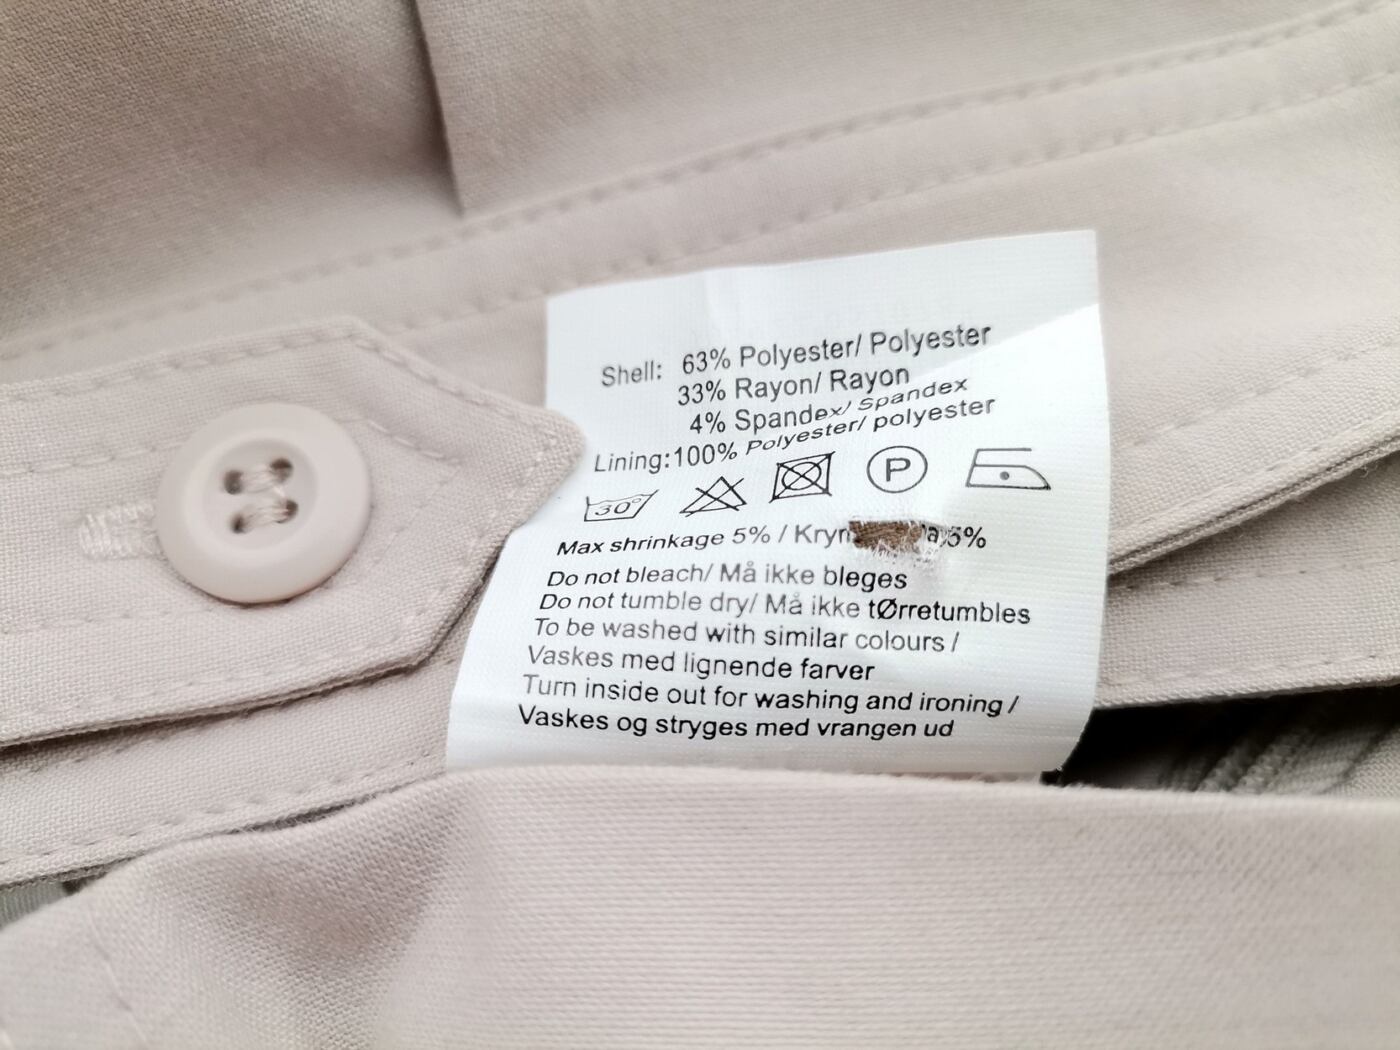 Shell: 63% Polyester/ Polyester
33% Rayon/ Rayon
4% Spandex/ Spandex
Lining:100% Polyester/ polyester
30° P
Max shrinkage 5% / 5%
Do not bleach/ Må ikke bleges
Do not tumble dry/ Må ikke tØrretumbles
To be washed with similar colours /
Vaskes med lignende farver
Turn inside out for washing and ironing /
Vaskes og stryges med vrangen ud